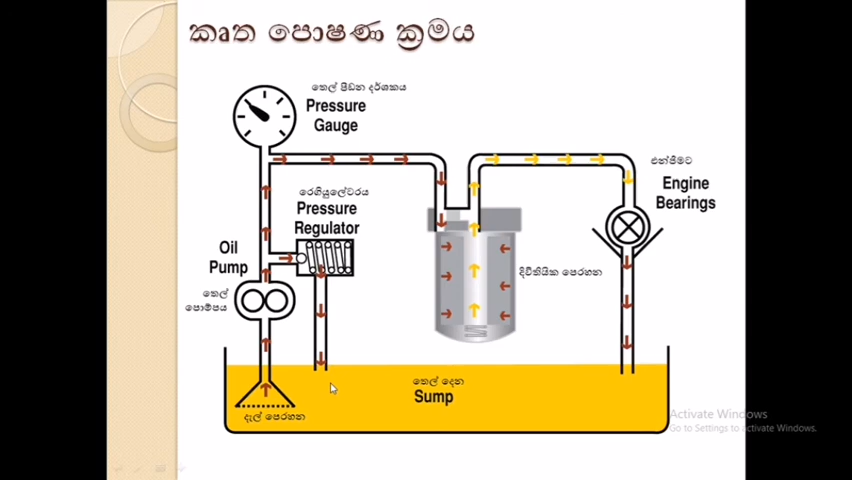 කෘත පොෂණ ක්‍රමය
තෙල් පීඩන දර්ශකය
Pressure
Gauge
එන්ජිමට
Engine
Bearings
රෙගියුලේටරය
Pressure
Regulator
Oil
Pump
තෙල්
පොම්පය
ද්විතියික පෙරහන
තෙල් දෙන
Sump
දැල් පෙරහන
Activate Windows
Go to Settings to activate Windows.